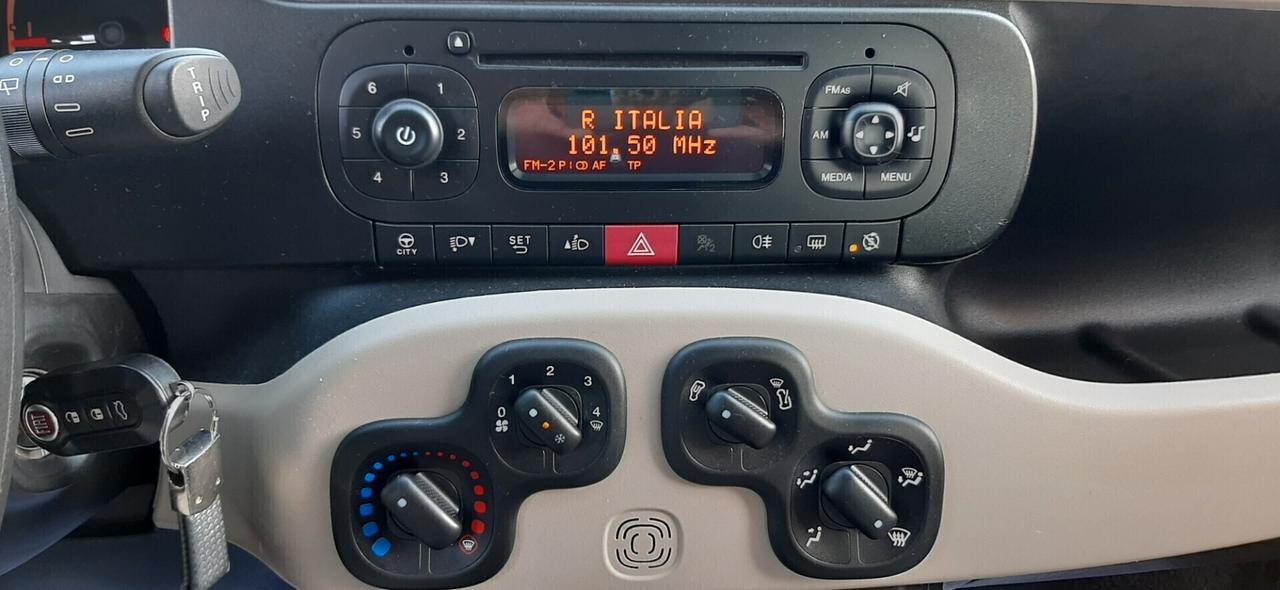 TRIP
6
1
5
2
4
3
R ITALIA
101.50 MHz
FM-2 AF TP
FMAS
AM
MEDIA
MENU
CITY
SET
0
1
2
3
4
FIAT